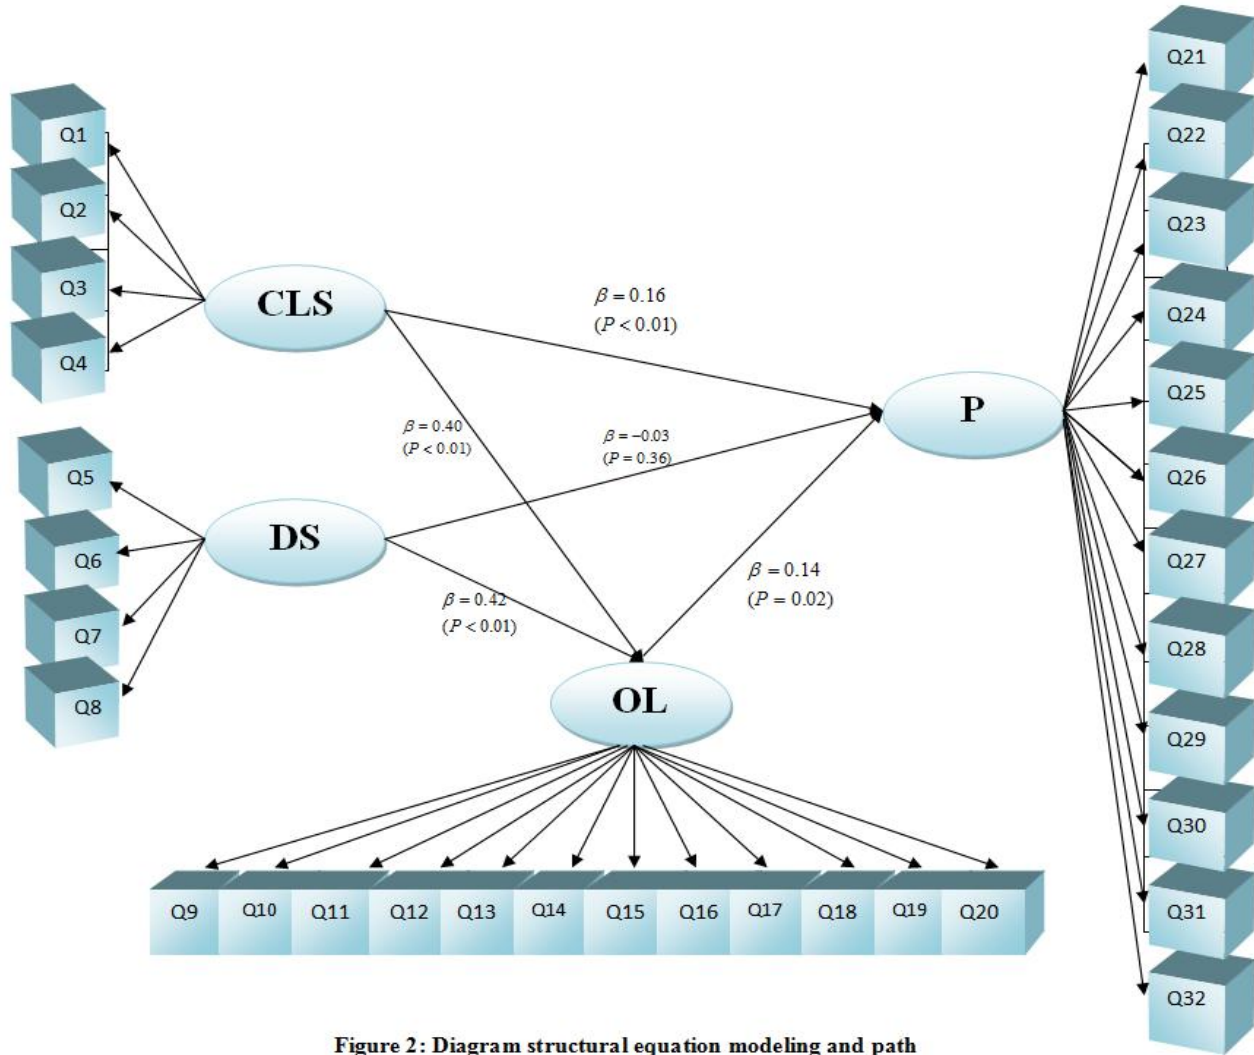 Q1
Q2
Q3
Q4
CLS
β = 0.16
(P < 0.01)
β = 0.40
(P < 0.01)
β = −0.03
(P = 0.36)
P
Q5
Q6
Q7
Q8
DS
β = 0.42
(P < 0.01)
β = 0.14
(P = 0.02)
OL
Q9 Q10 Q11 Q12 Q13 Q14 Q15 Q16 Q17 Q18 Q19 Q20
Q21
Q22
Q23
Q24
Q25
Q26
Q27
Q28
Q29
Q30
Q31
Q32
Figure 2: Diagram structural equation modeling and path